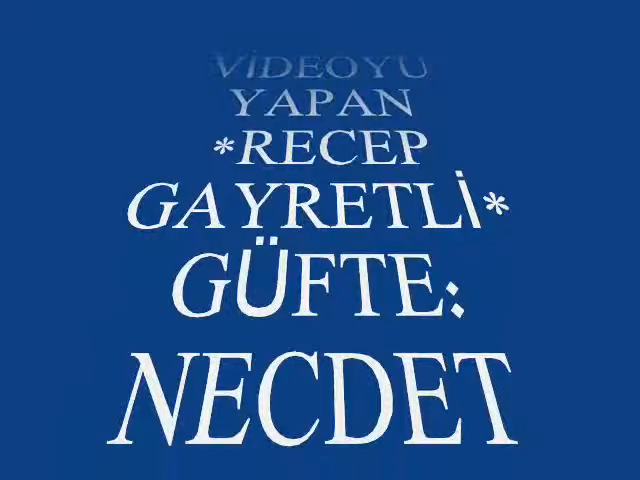 VİDEOYU
YAPAN
*RECEP
GAYRETLİ*
GÜFTE:
NECDET